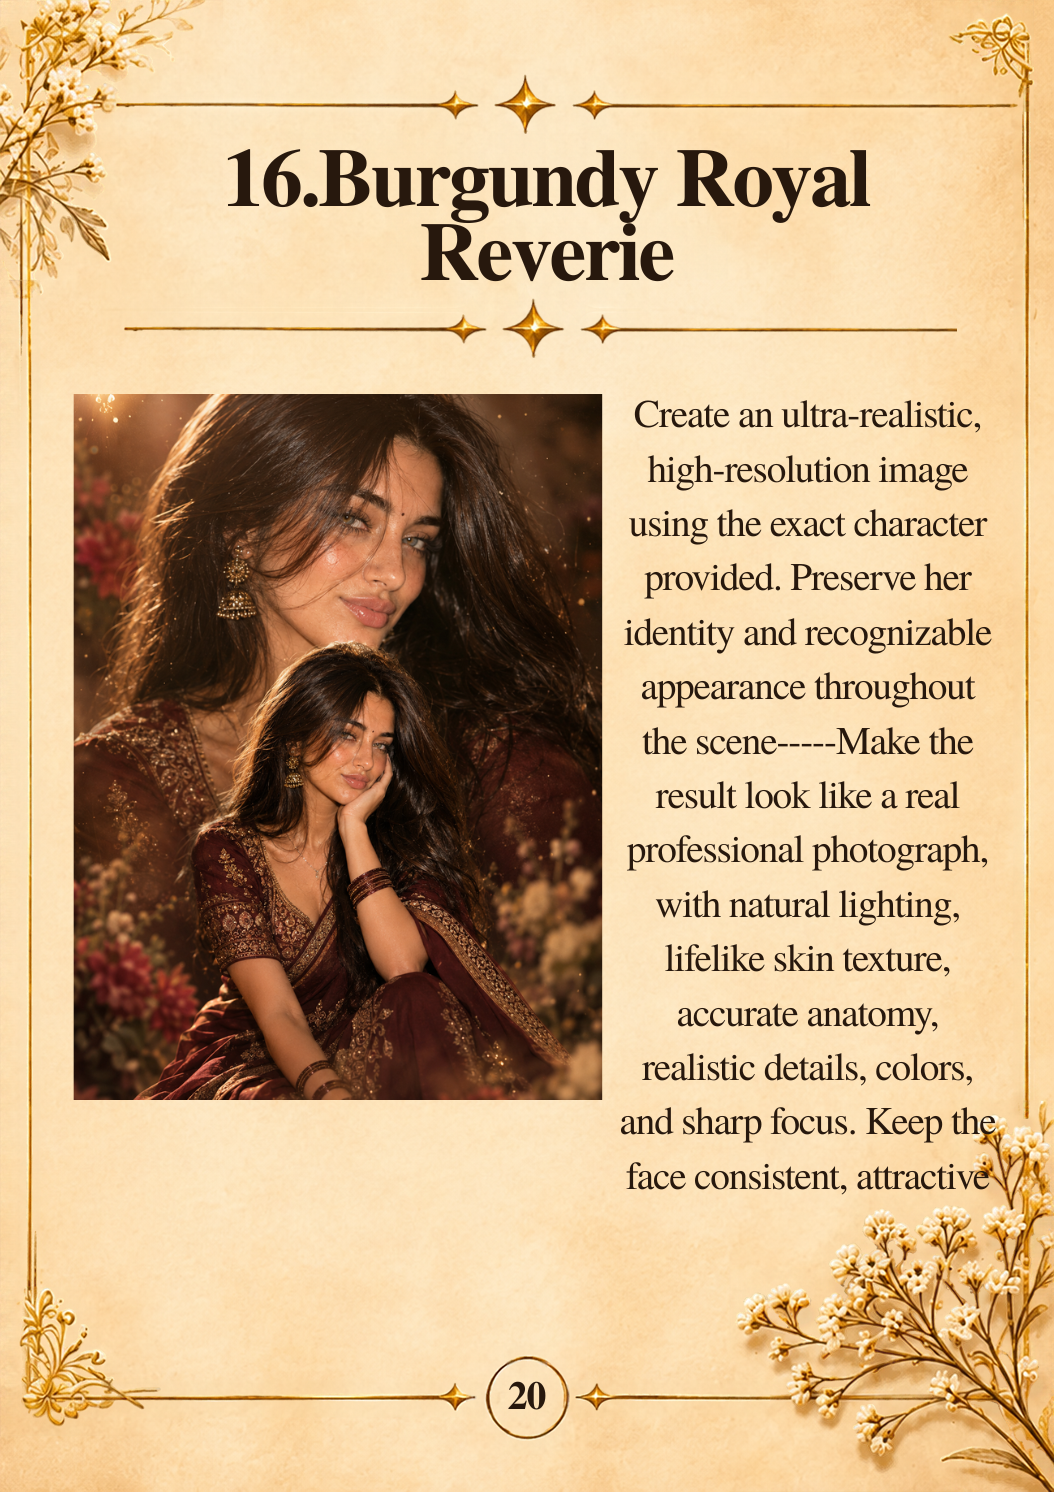 16.Burgundy Royal
Reverie
Create an ultra-realistic,
high-resolution image
using the exact character
provided. Preserve her
identity and recognizable
appearance throughout
the scene-----Make the
result look like a real
professional photograph,
with natural lighting,
lifelike skin texture,
accurate anatomy,
realistic details, colors,
and sharp focus. Keep the
face consistent, attractive
20